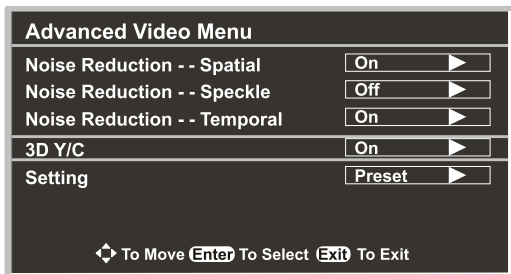 Advanced Video Menu
Noise Reduction - - Spatial On
Noise Reduction - - Speckle Off
Noise Reduction - - Temporal On
3D Y/C On
Setting Preset
To Move Enter To Select Exit To Exit